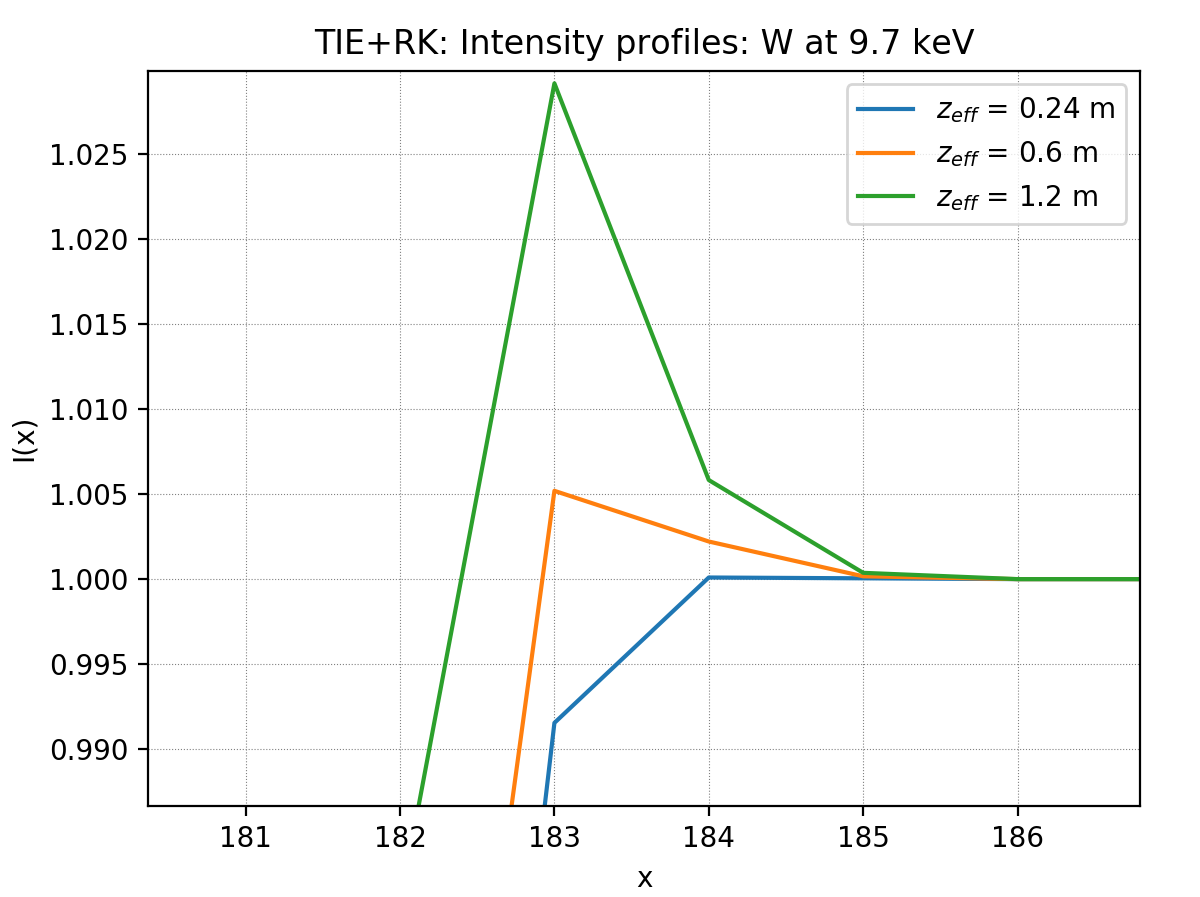 TIE+RK: Intensity profiles: W at 9.7 keV
z_eff = 0.24 m
z_eff = 0.6 m
z_eff = 1.2 m
I(x)
1.025
1.020
1.015
1.010
1.005
1.000
0.995
0.990
181 182 183 184 185 186
x